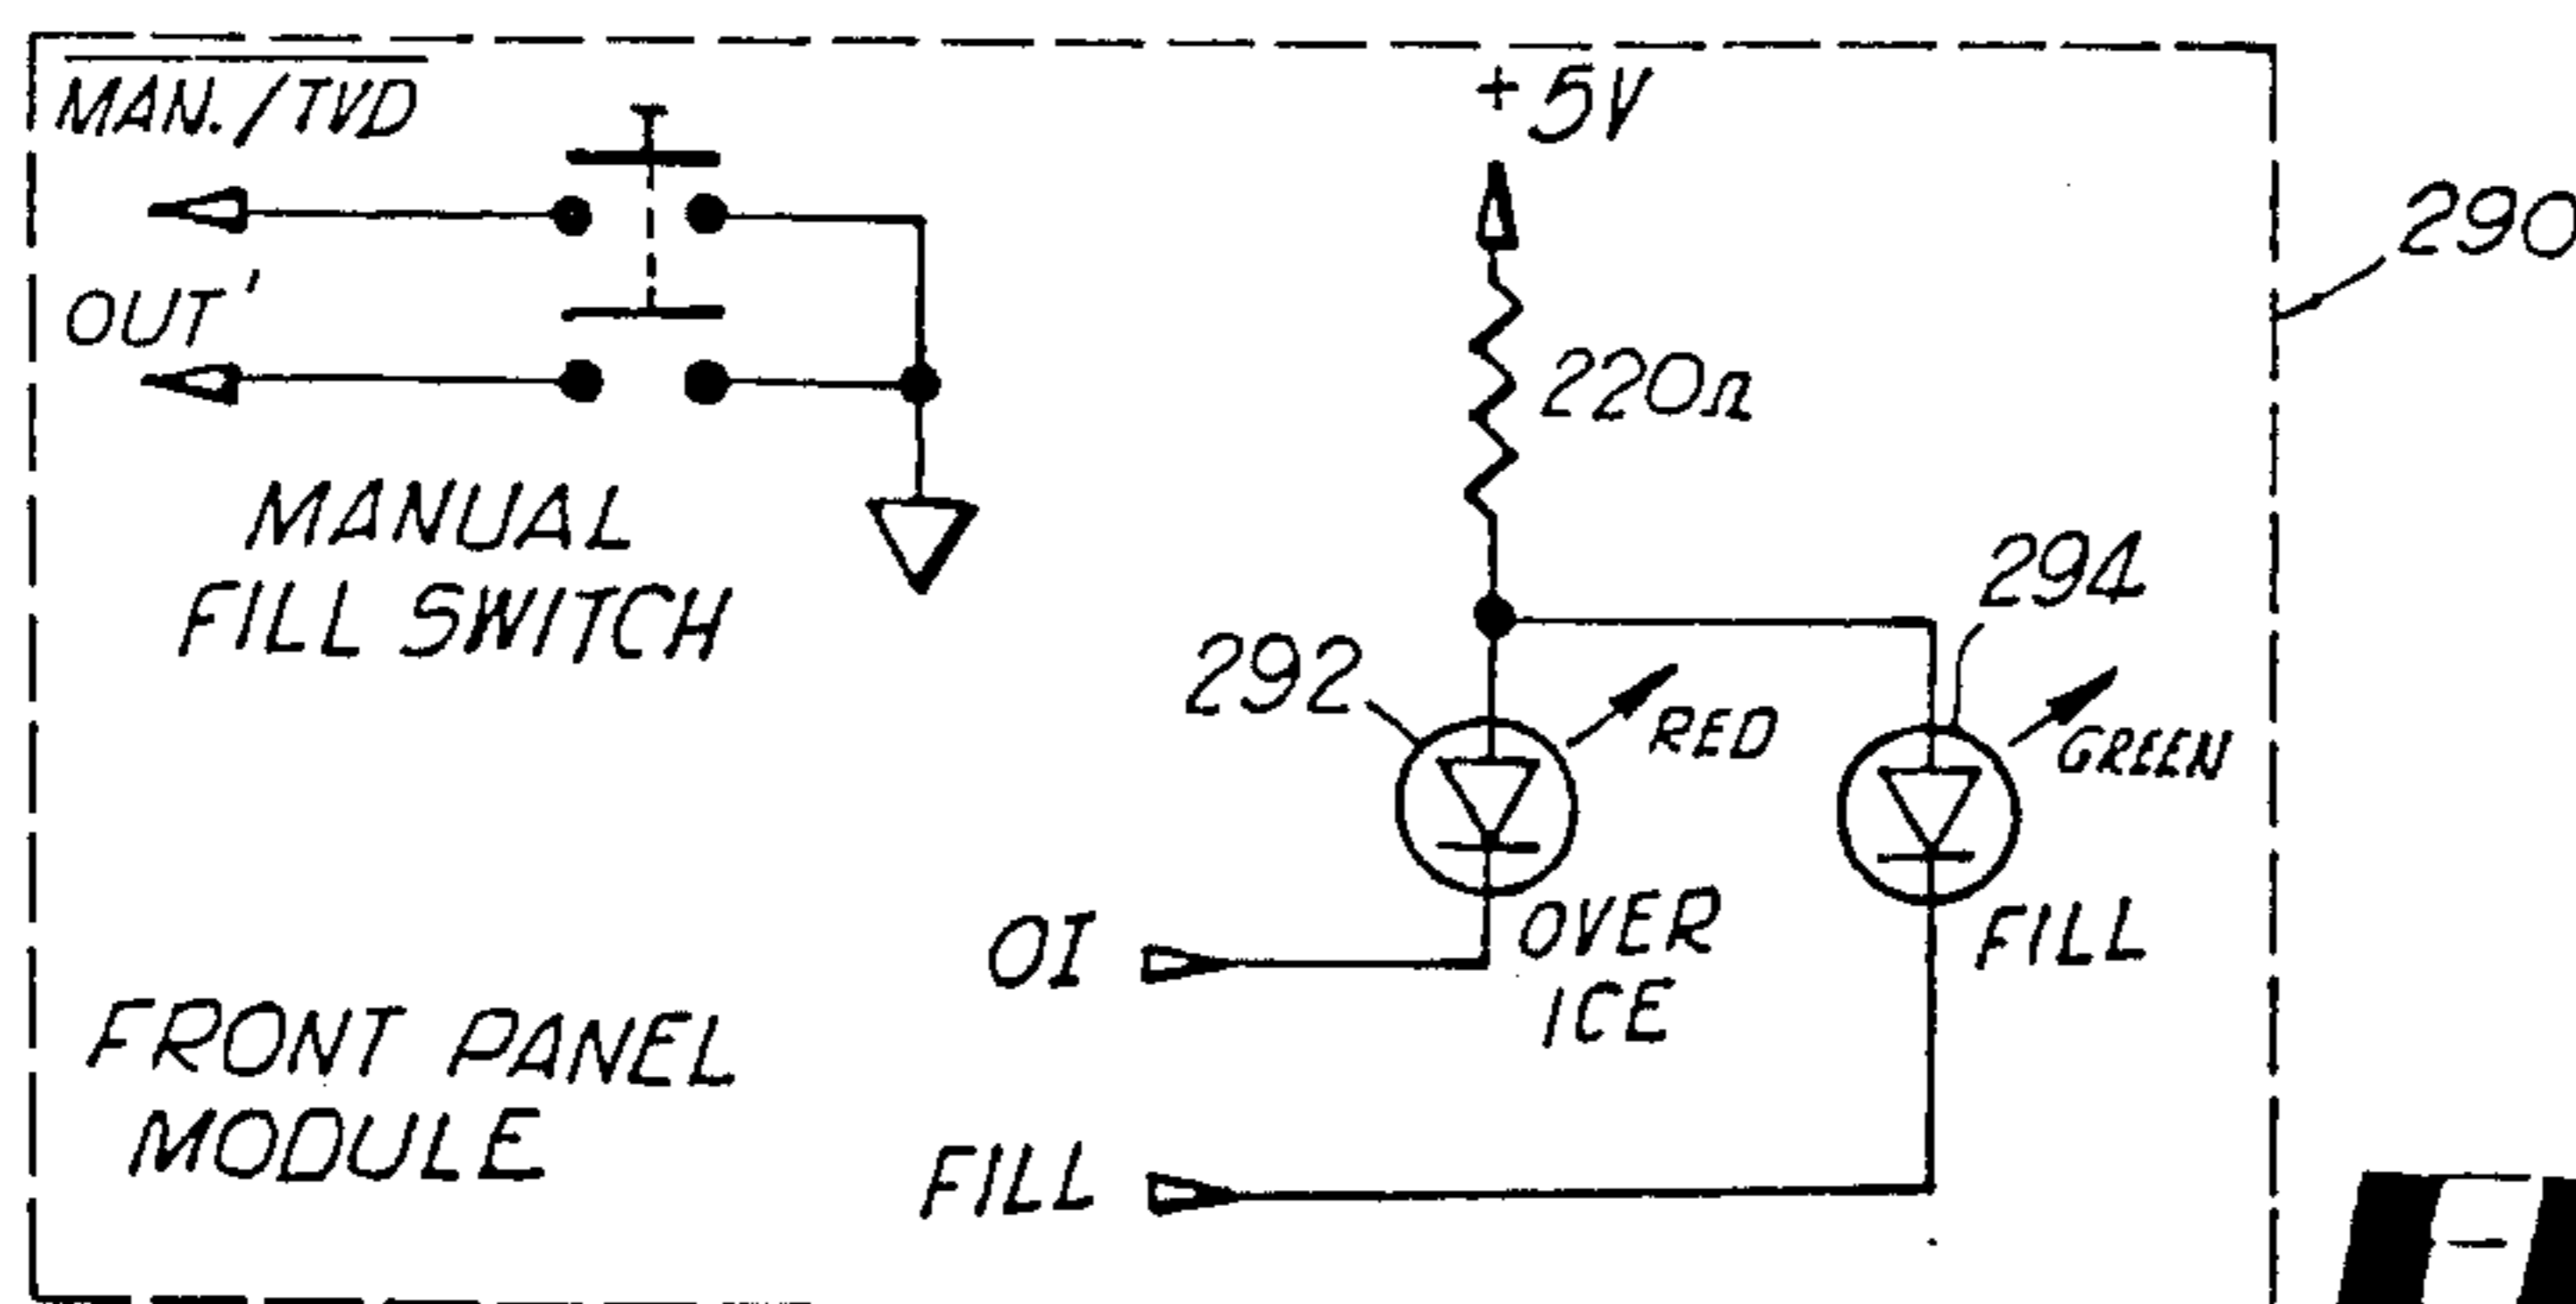 MAN./TVD
+5V
290
OUT'
220Ω
MANUAL
FILL SWITCH
294
292
RED
GREEN
OI
OVER
ICE
FILL
FRONT PANEL
MODULE
FILL